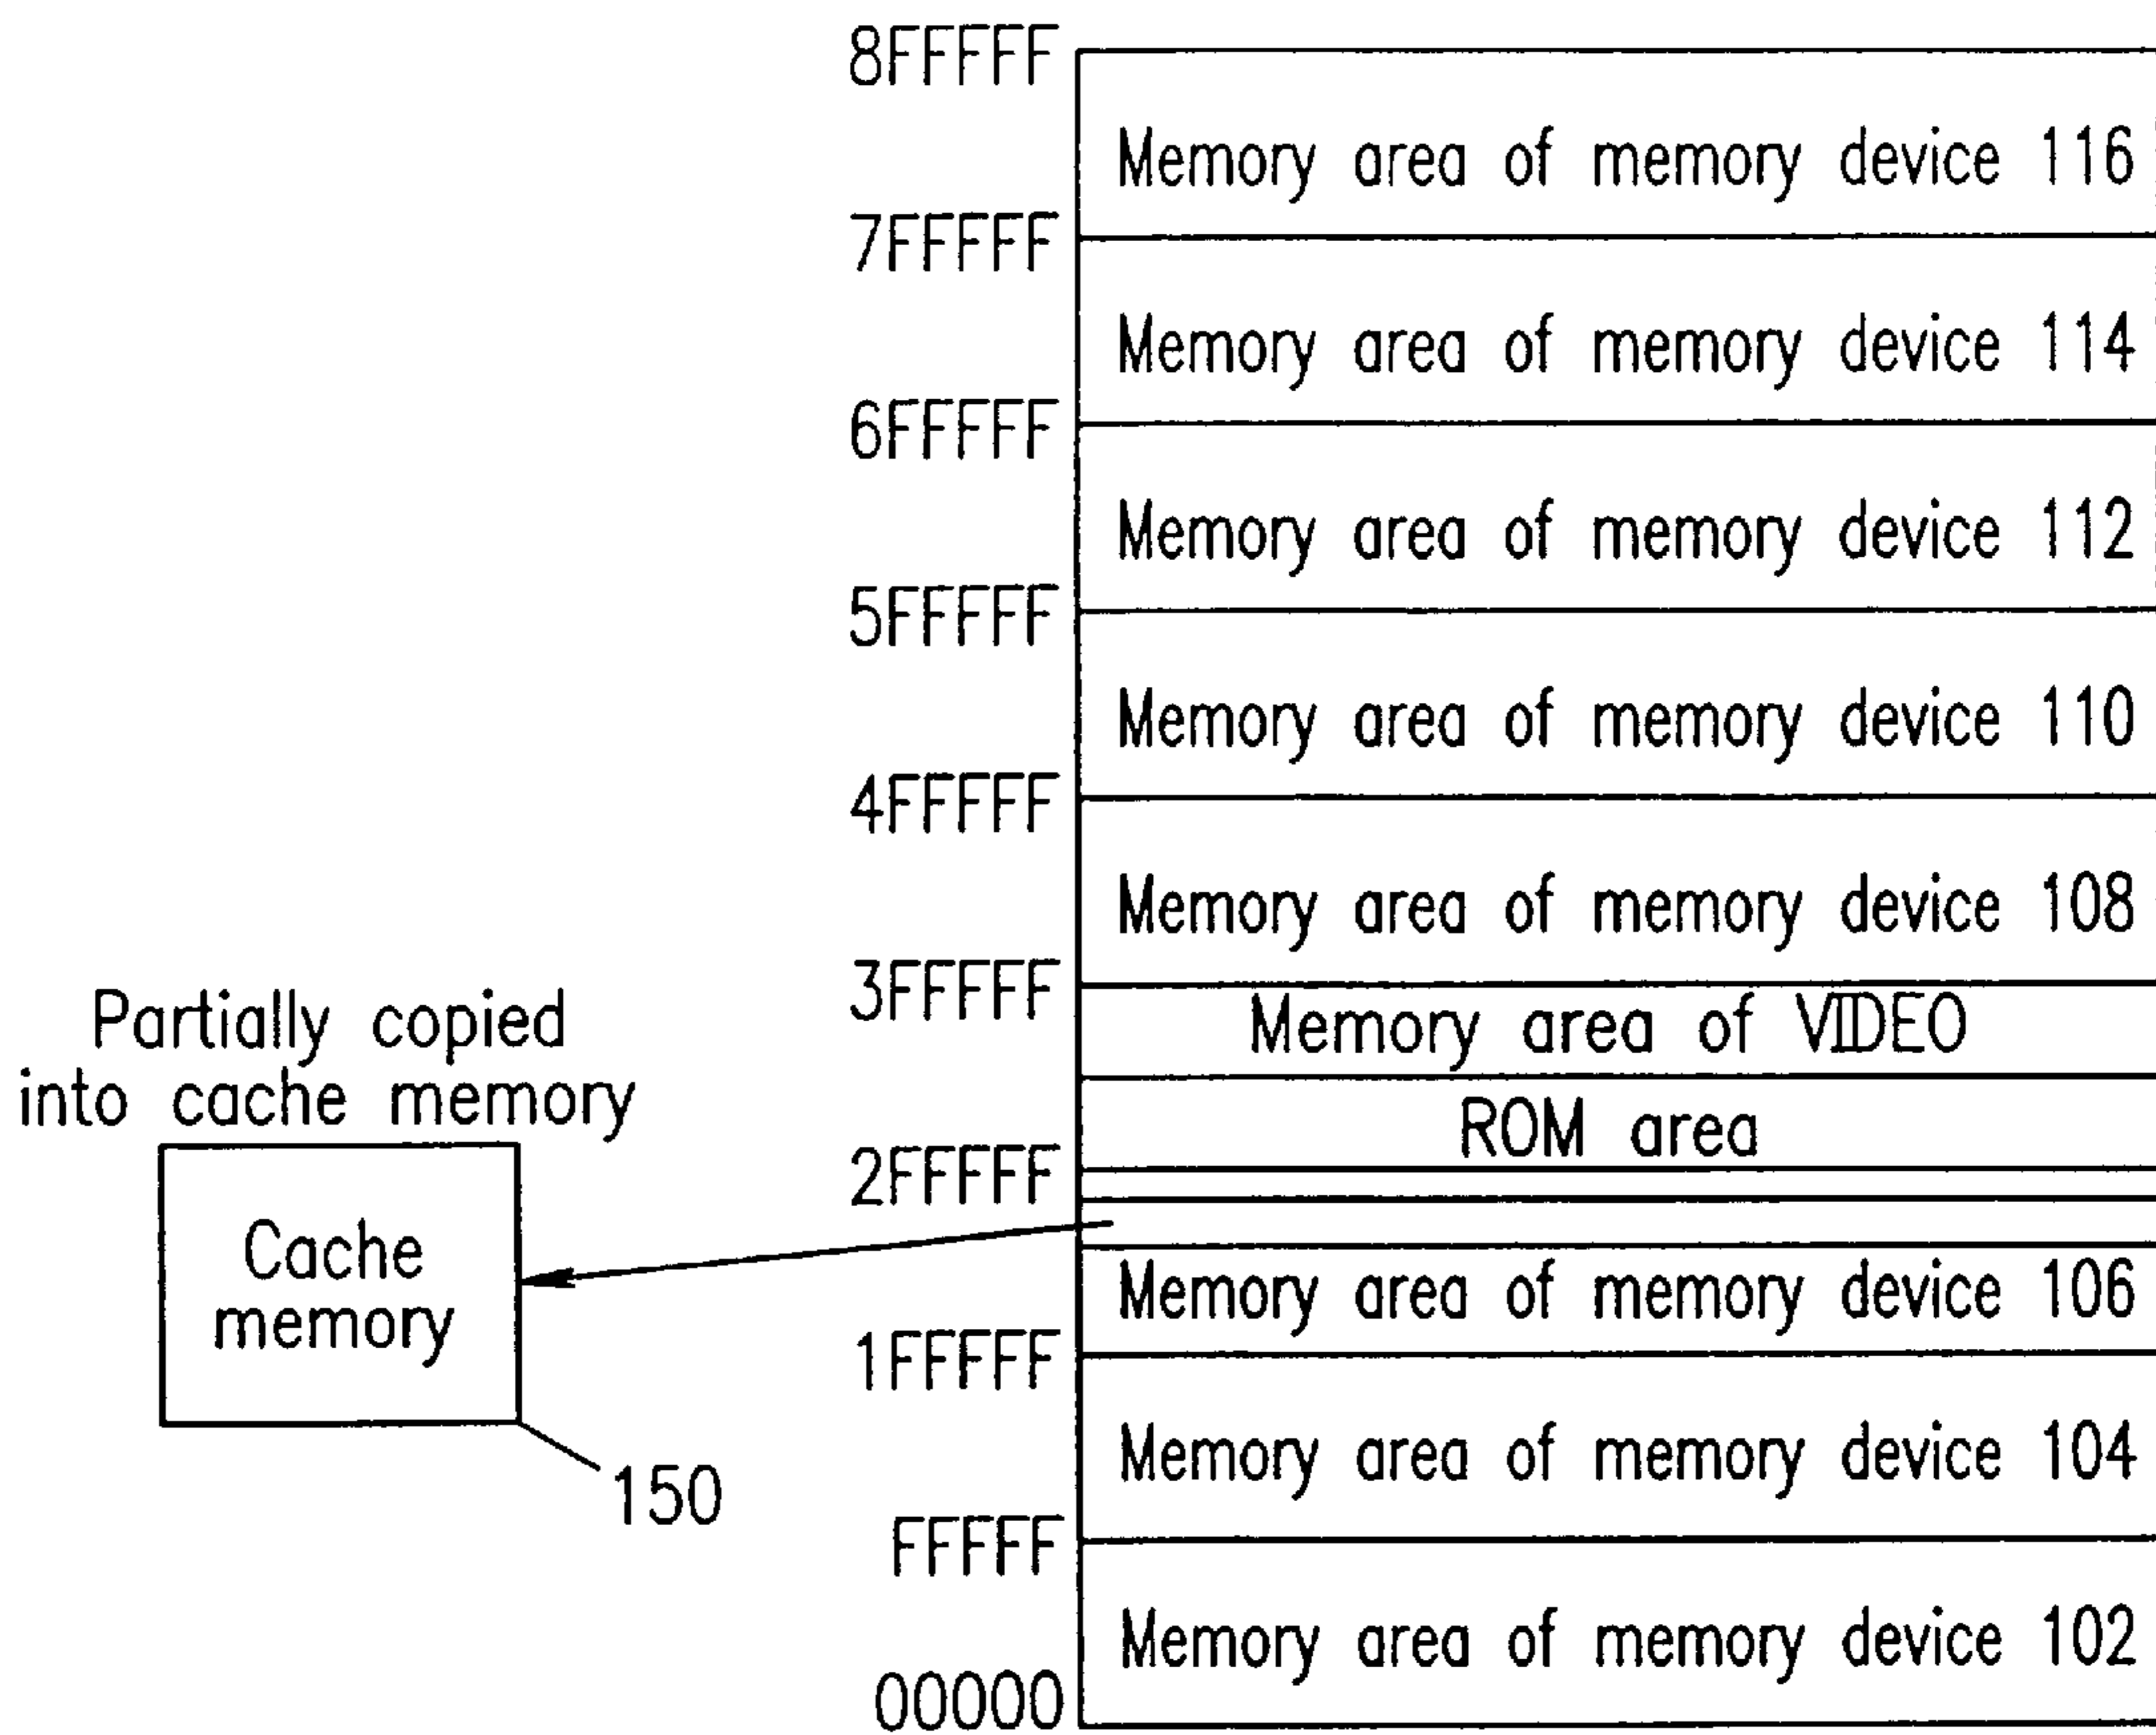 8FFFFF
Memory area of memory device 116
7FFFFF
Memory area of memory device 114
6FFFFF
Memory area of memory device 112
5FFFFF
Memory area of memory device 110
4FFFFF
Memory area of memory device 108
3FFFFF
Memory area of VIDEO
Partially copied
into cache memory
ROM area
2FFFFF
Cache
memory
Memory area of memory device 106
1FFFFF
Memory area of memory device 104
150
FFFFF
Memory area of memory device 102
00000